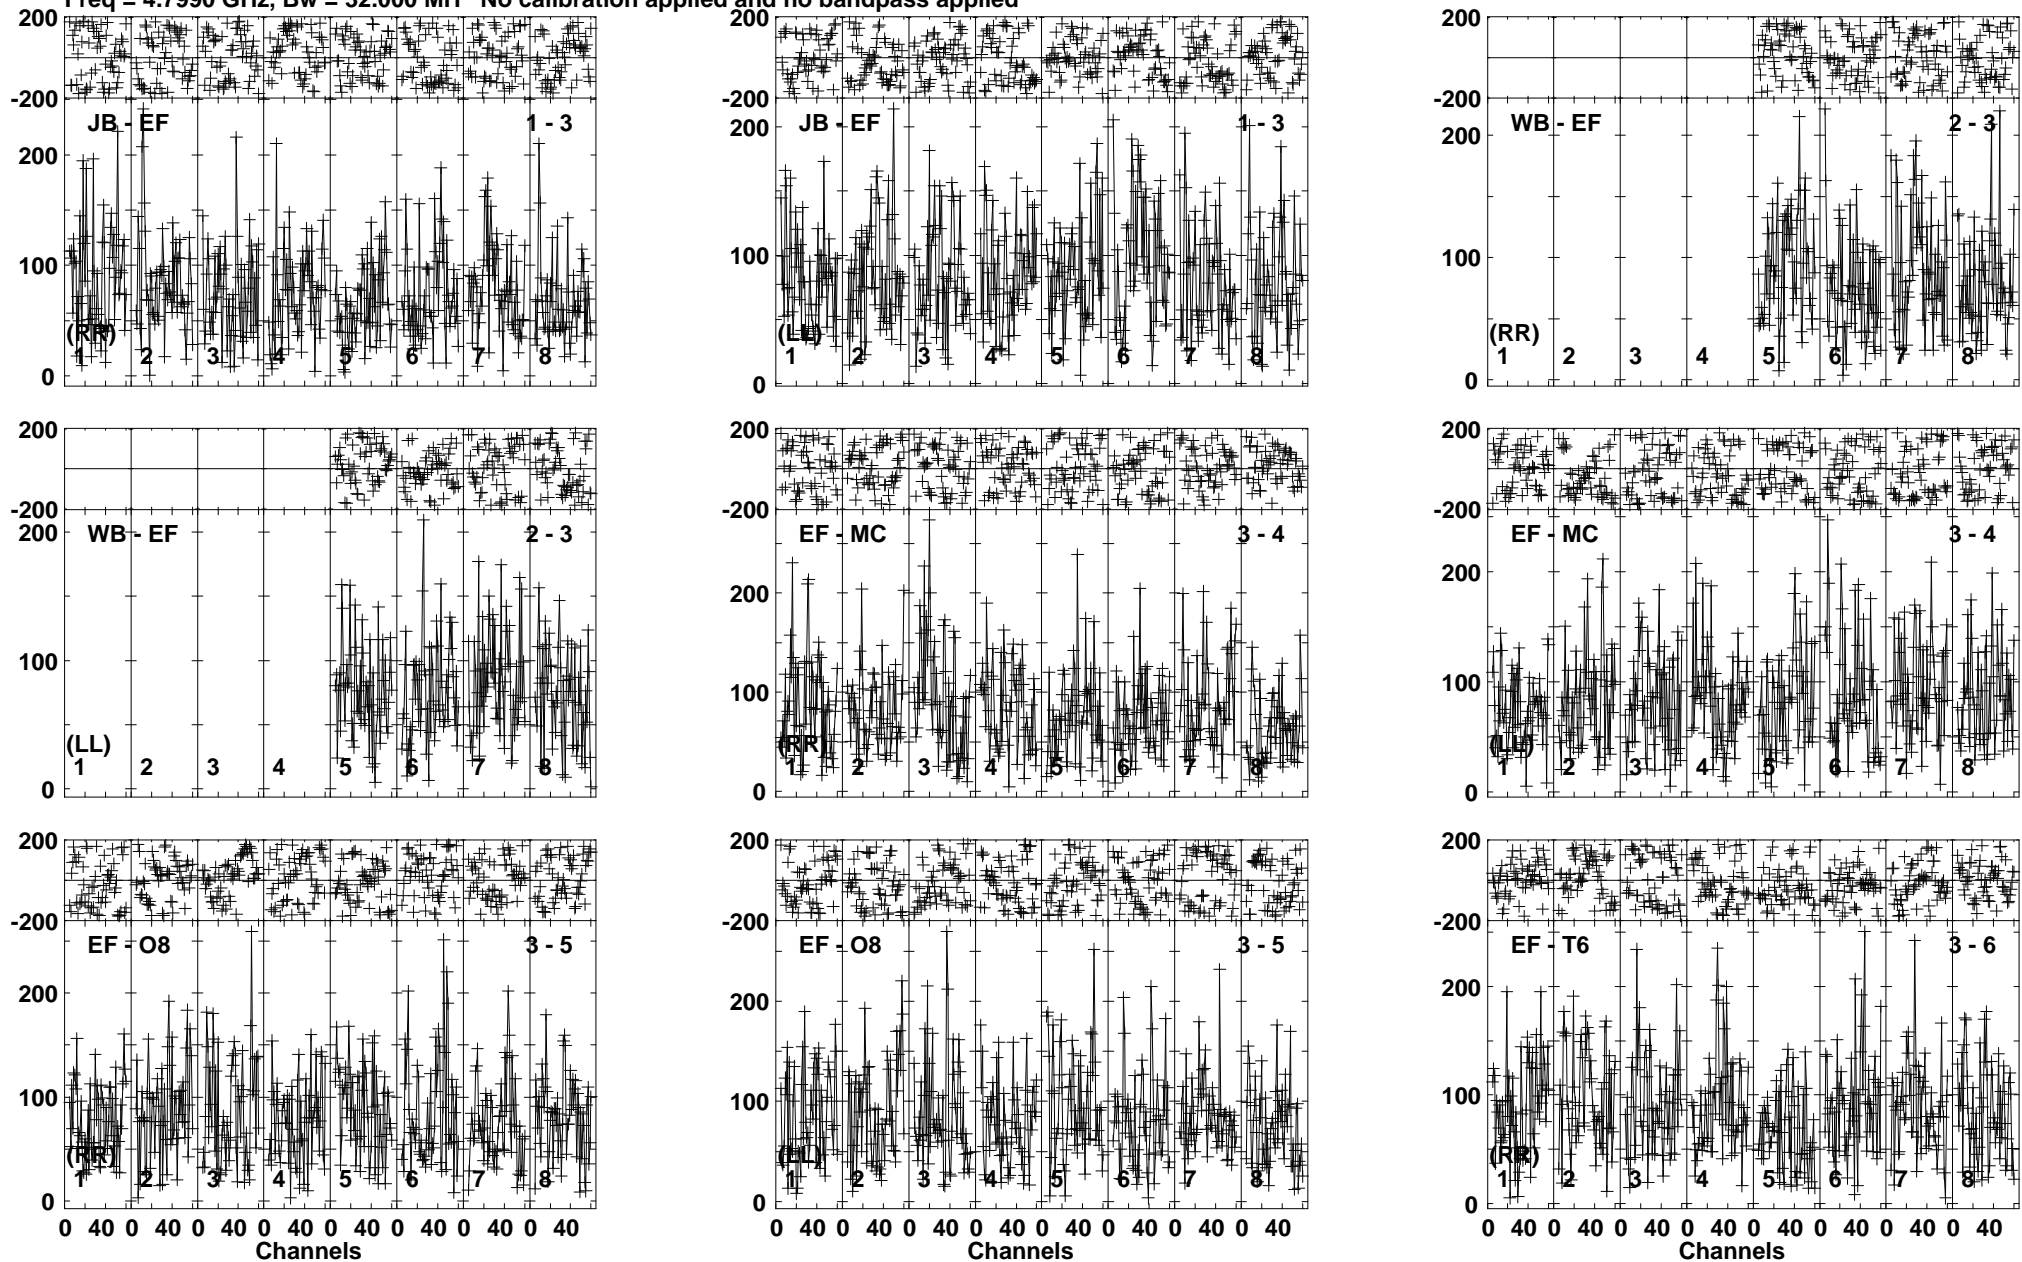 Freq = 4.7990 GHz, Bw = 32.000 MH No calibration applied and no bandpass applied
200 200 200
-200 -200 -200
JB - EF 1 - 3 JB - EF 1 - 3 WB - EF 2 - 3
200 200 200
100 100 100
(RR) (LL) (RR)
1 2 3 4 5 6 7 8 1 2 3 4 5 6 7 8 1 2 3 4 5 6 7 8
0 0 0
200 200 200
-200 -200 -200
WB - EF 2 - 3 EF - MC 3 - 4 EF - MC 3 - 4
200 200 200
100 100 100
(LL) (RR) (LL)
1 2 3 4 5 6 7 8 1 2 3 4 5 6 7 8 1 2 3 4 5 6 7 8
0 0 0
200 200 200
-200 -200 -200
EF - O8 3 - 5 EF - O8 3 - 5 EF - T6 3 - 6
200 200 200
100 100 100
(RR) (LL) (RR)
1 2 3 4 5 6 7 8 1 2 3 4 5 6 7 8 1 2 3 4 5 6 7 8
0 0 0
0 40 0 40 0 40 0 40 0 40 0 40 0 40 0 40 0 40 0 40 0 40 0 40 0 40 0 40 0 40 0 40 0 40 0 40 0 40 0 40 0 40 0 40 0 40 0 40
Channels Channels Channels